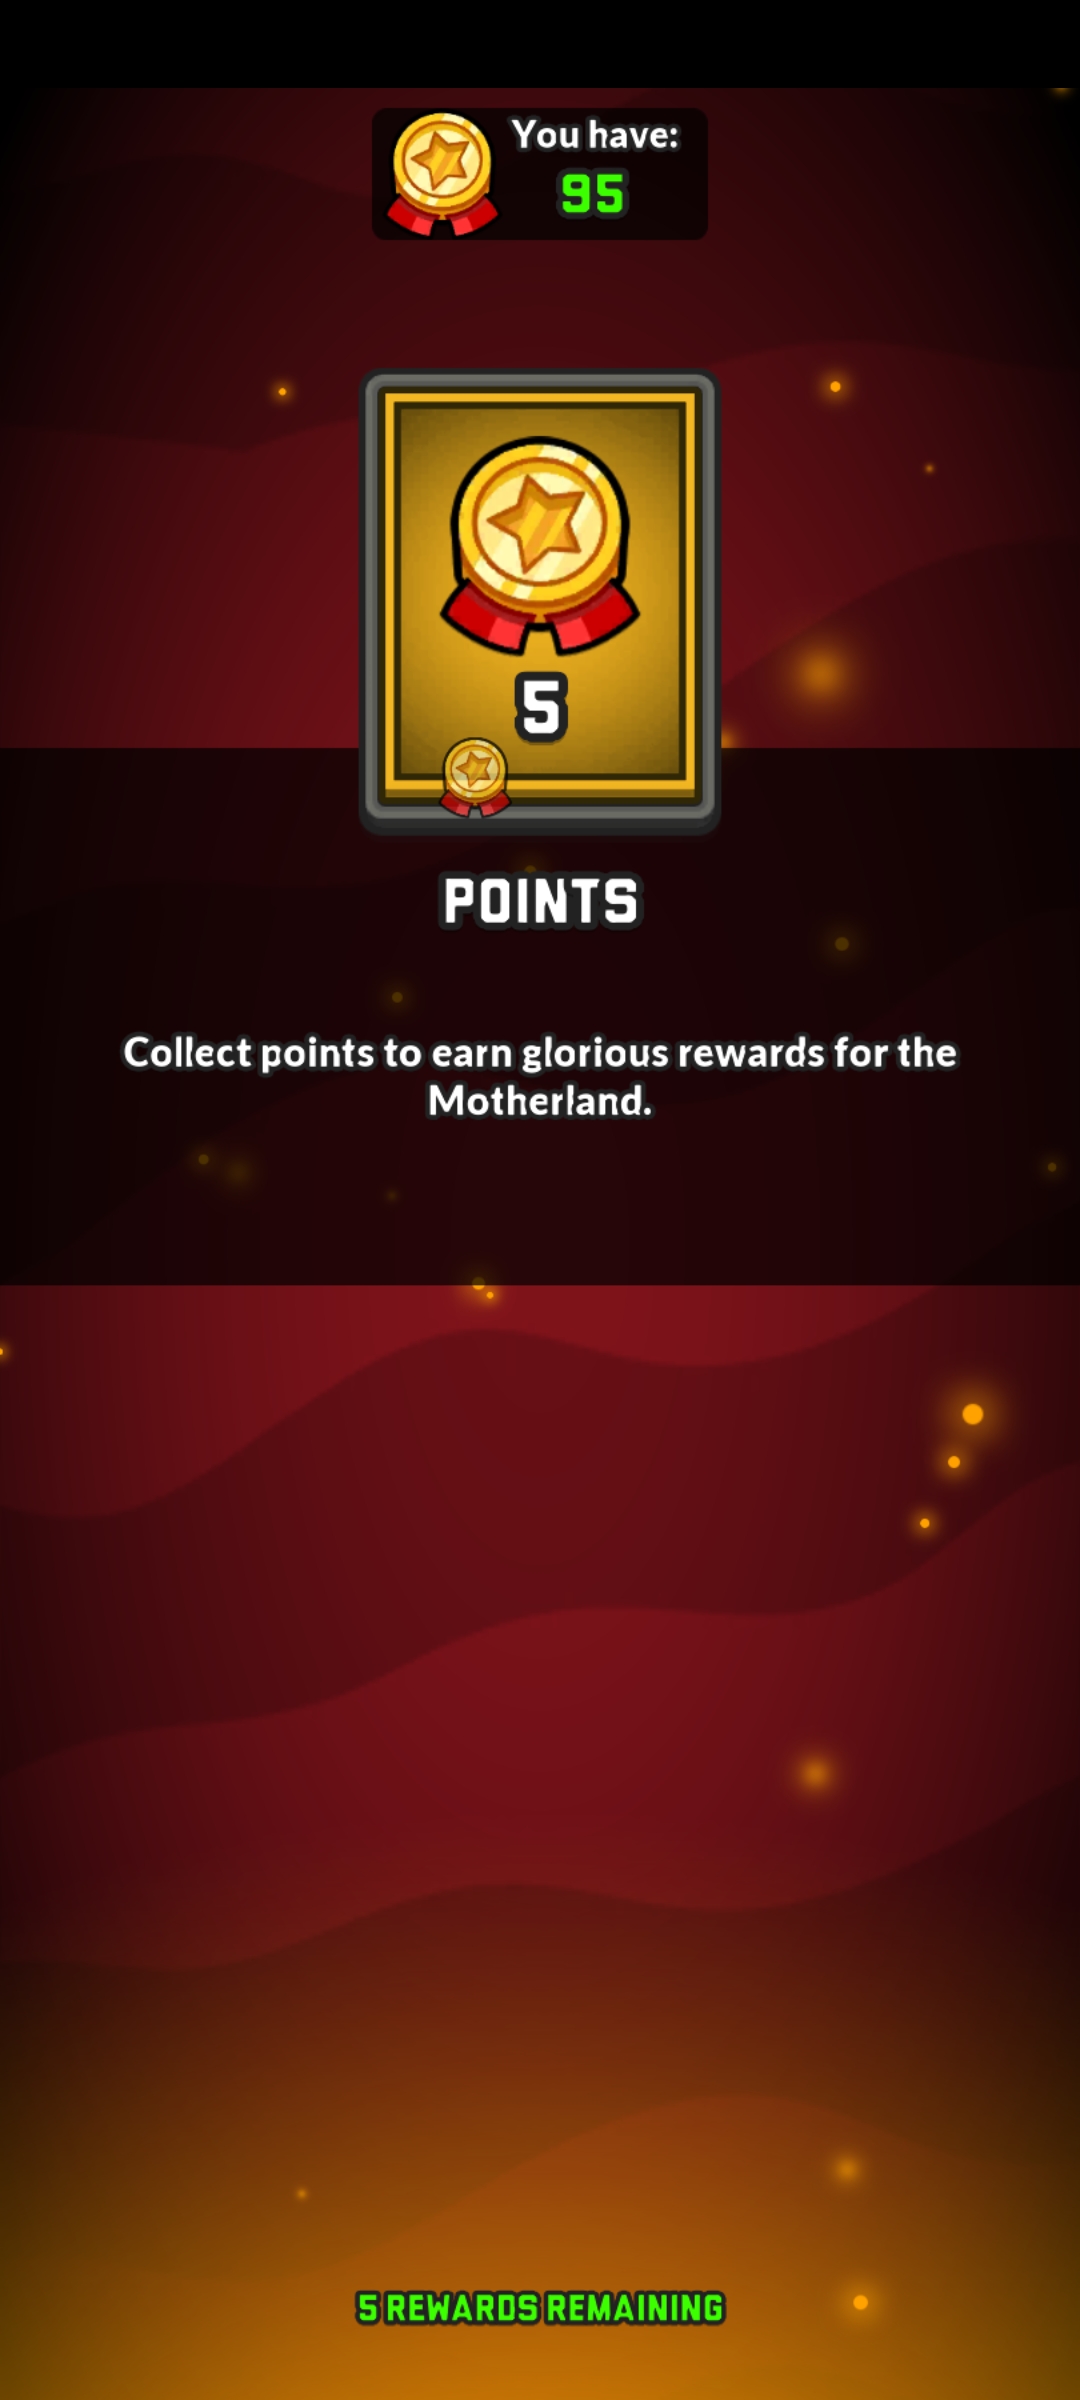 You have:
95
5
POINTS
Collect points to earn glorious rewards for the
Motherland.
5 REWARDS REMAINING